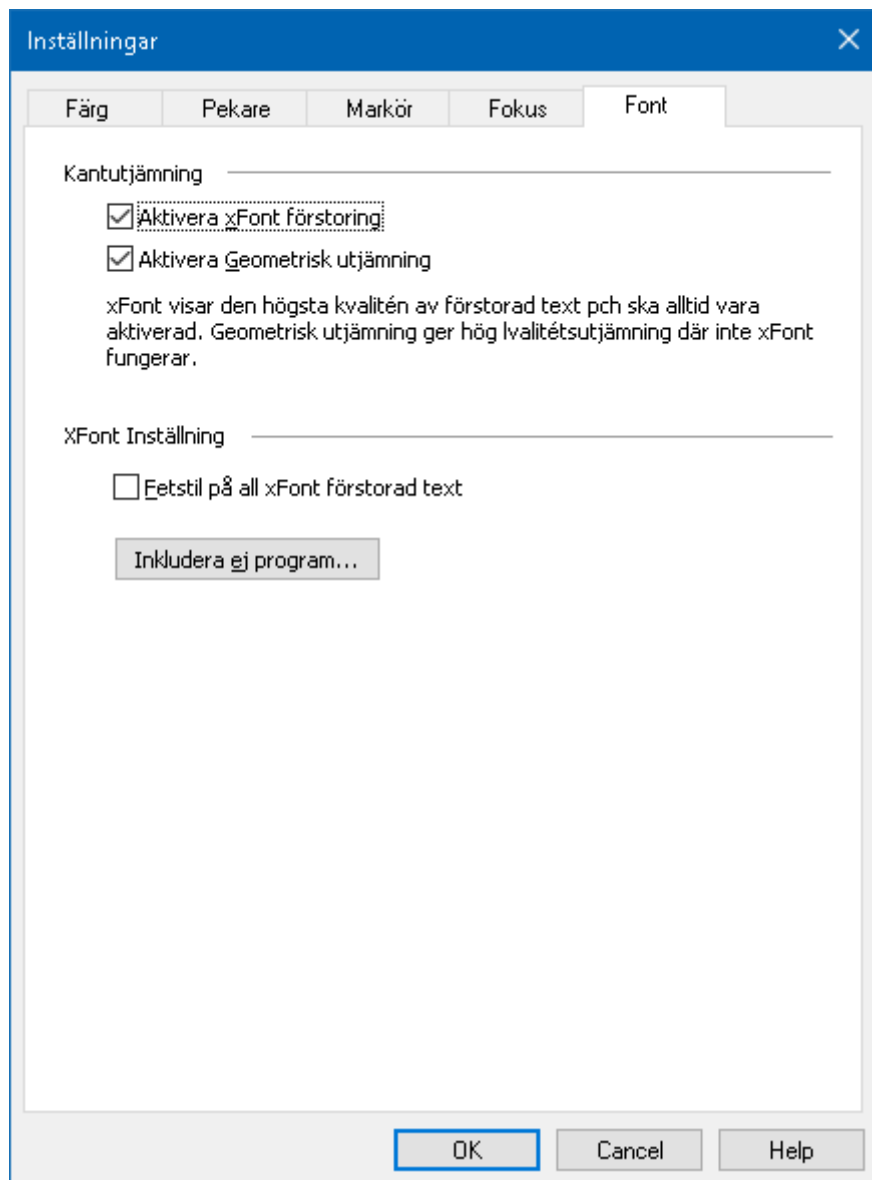 Inställningar
Färg Pekare Markör Fokus Font
Kantutjämning
Aktivera xFont förstoring
Aktivera Geometrisk utjämning
xFont visar den högsta kvalitén av förstorad text pch ska alltid vara
aktiverad. Geometrisk utjämning ger hög lvalitétsutjämning där inte xFont
fungerar.
XFont Inställning
Fetstil på all xFont förstorad text
Inkludera ej program...
OK Cancel Help